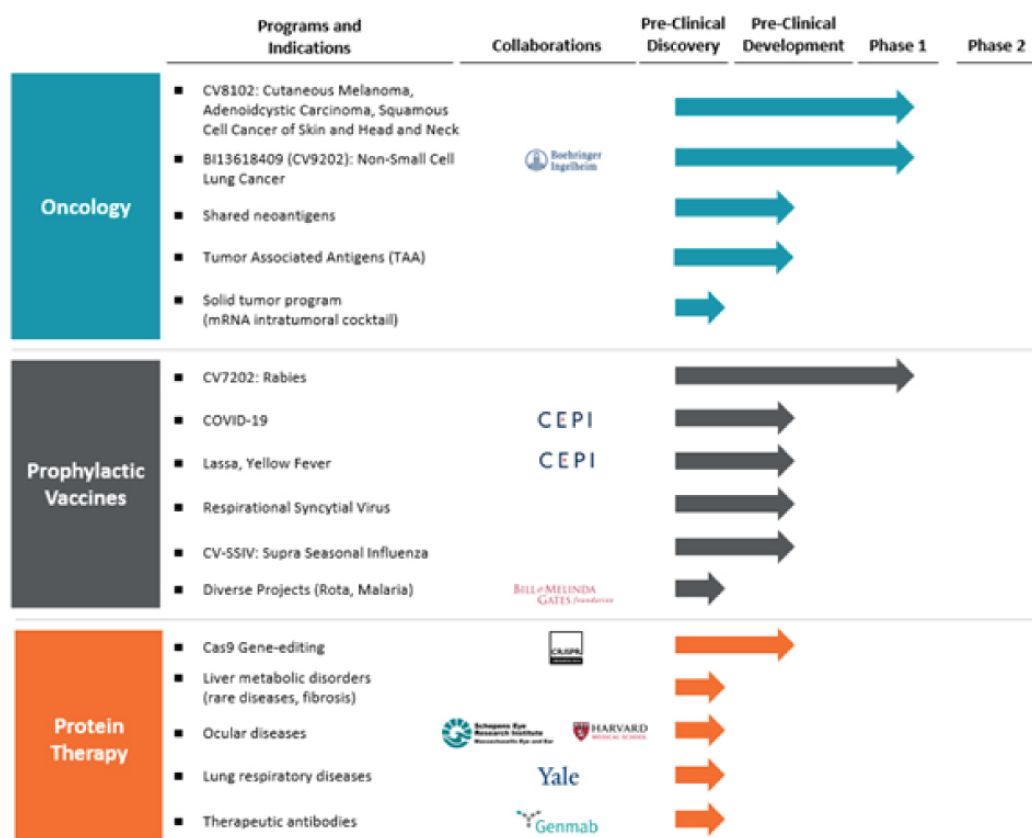 Programs and
Indications
Collaborations
Pre-Clinical
Discovery
Pre-Clinical
Development
Phase 1
Phase 2
Oncology
CV8102: Cutaneous Melanoma,
Adenoidcystic Carcinoma, Squamous
Cell Cancer of Skin and Head and Neck
BI13618409 (CV9202): Non-Small Cell
Lung Cancer
Boehringer
Ingelheim
Shared neoantigens
Tumor Associated Antigens (TAA)
Solid tumor program
(mRNA intratumoral cocktail)
Prophylactic
Vaccines
CV7202: Rabies
COVID-19
CEPI
Lassa, Yellow Fever
CEPI
Respirational Syncytial Virus
CV-SSIV: Supra Seasonal Influenza
Diverse Projects (Rota, Malaria)
BILL & MELINDA
GATES foundation
Protein
Therapy
Cas9 Gene-editing
CRISPR
Liver metabolic disorders
(rare diseases, fibrosis)
Ocular diseases
Schepens Eye
Research Institute
Massachusetts Eye and Ear
HARVARD
MEDICAL SCHOOL
Lung respiratory diseases
Yale
Therapeutic antibodies
Genmab